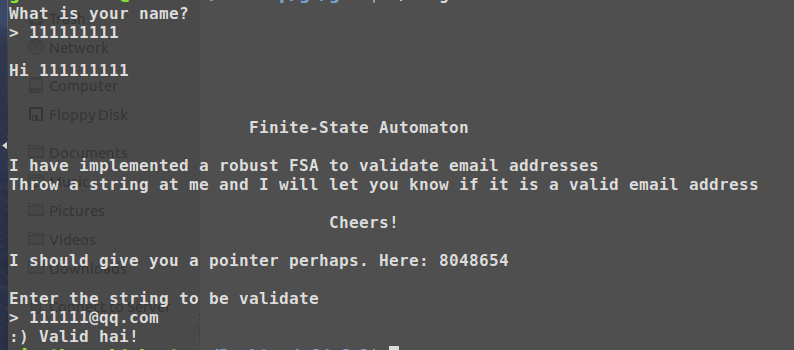 What is your name?
> 111111111
Network
Hi 111111111
Computer
Floppy Disk
Finite-State Automaton
Documents
I have implemented a robust FSA to validate email addresses
Throw a string at me and I will let you know if it is a valid email address
Pictures
Cheers!
Videos
I should give you a pointer perhaps. Here: 8048654
Downloads
Enter the string to be validate
Connect to Server
> 111111@qq.com
:) Valid hai!